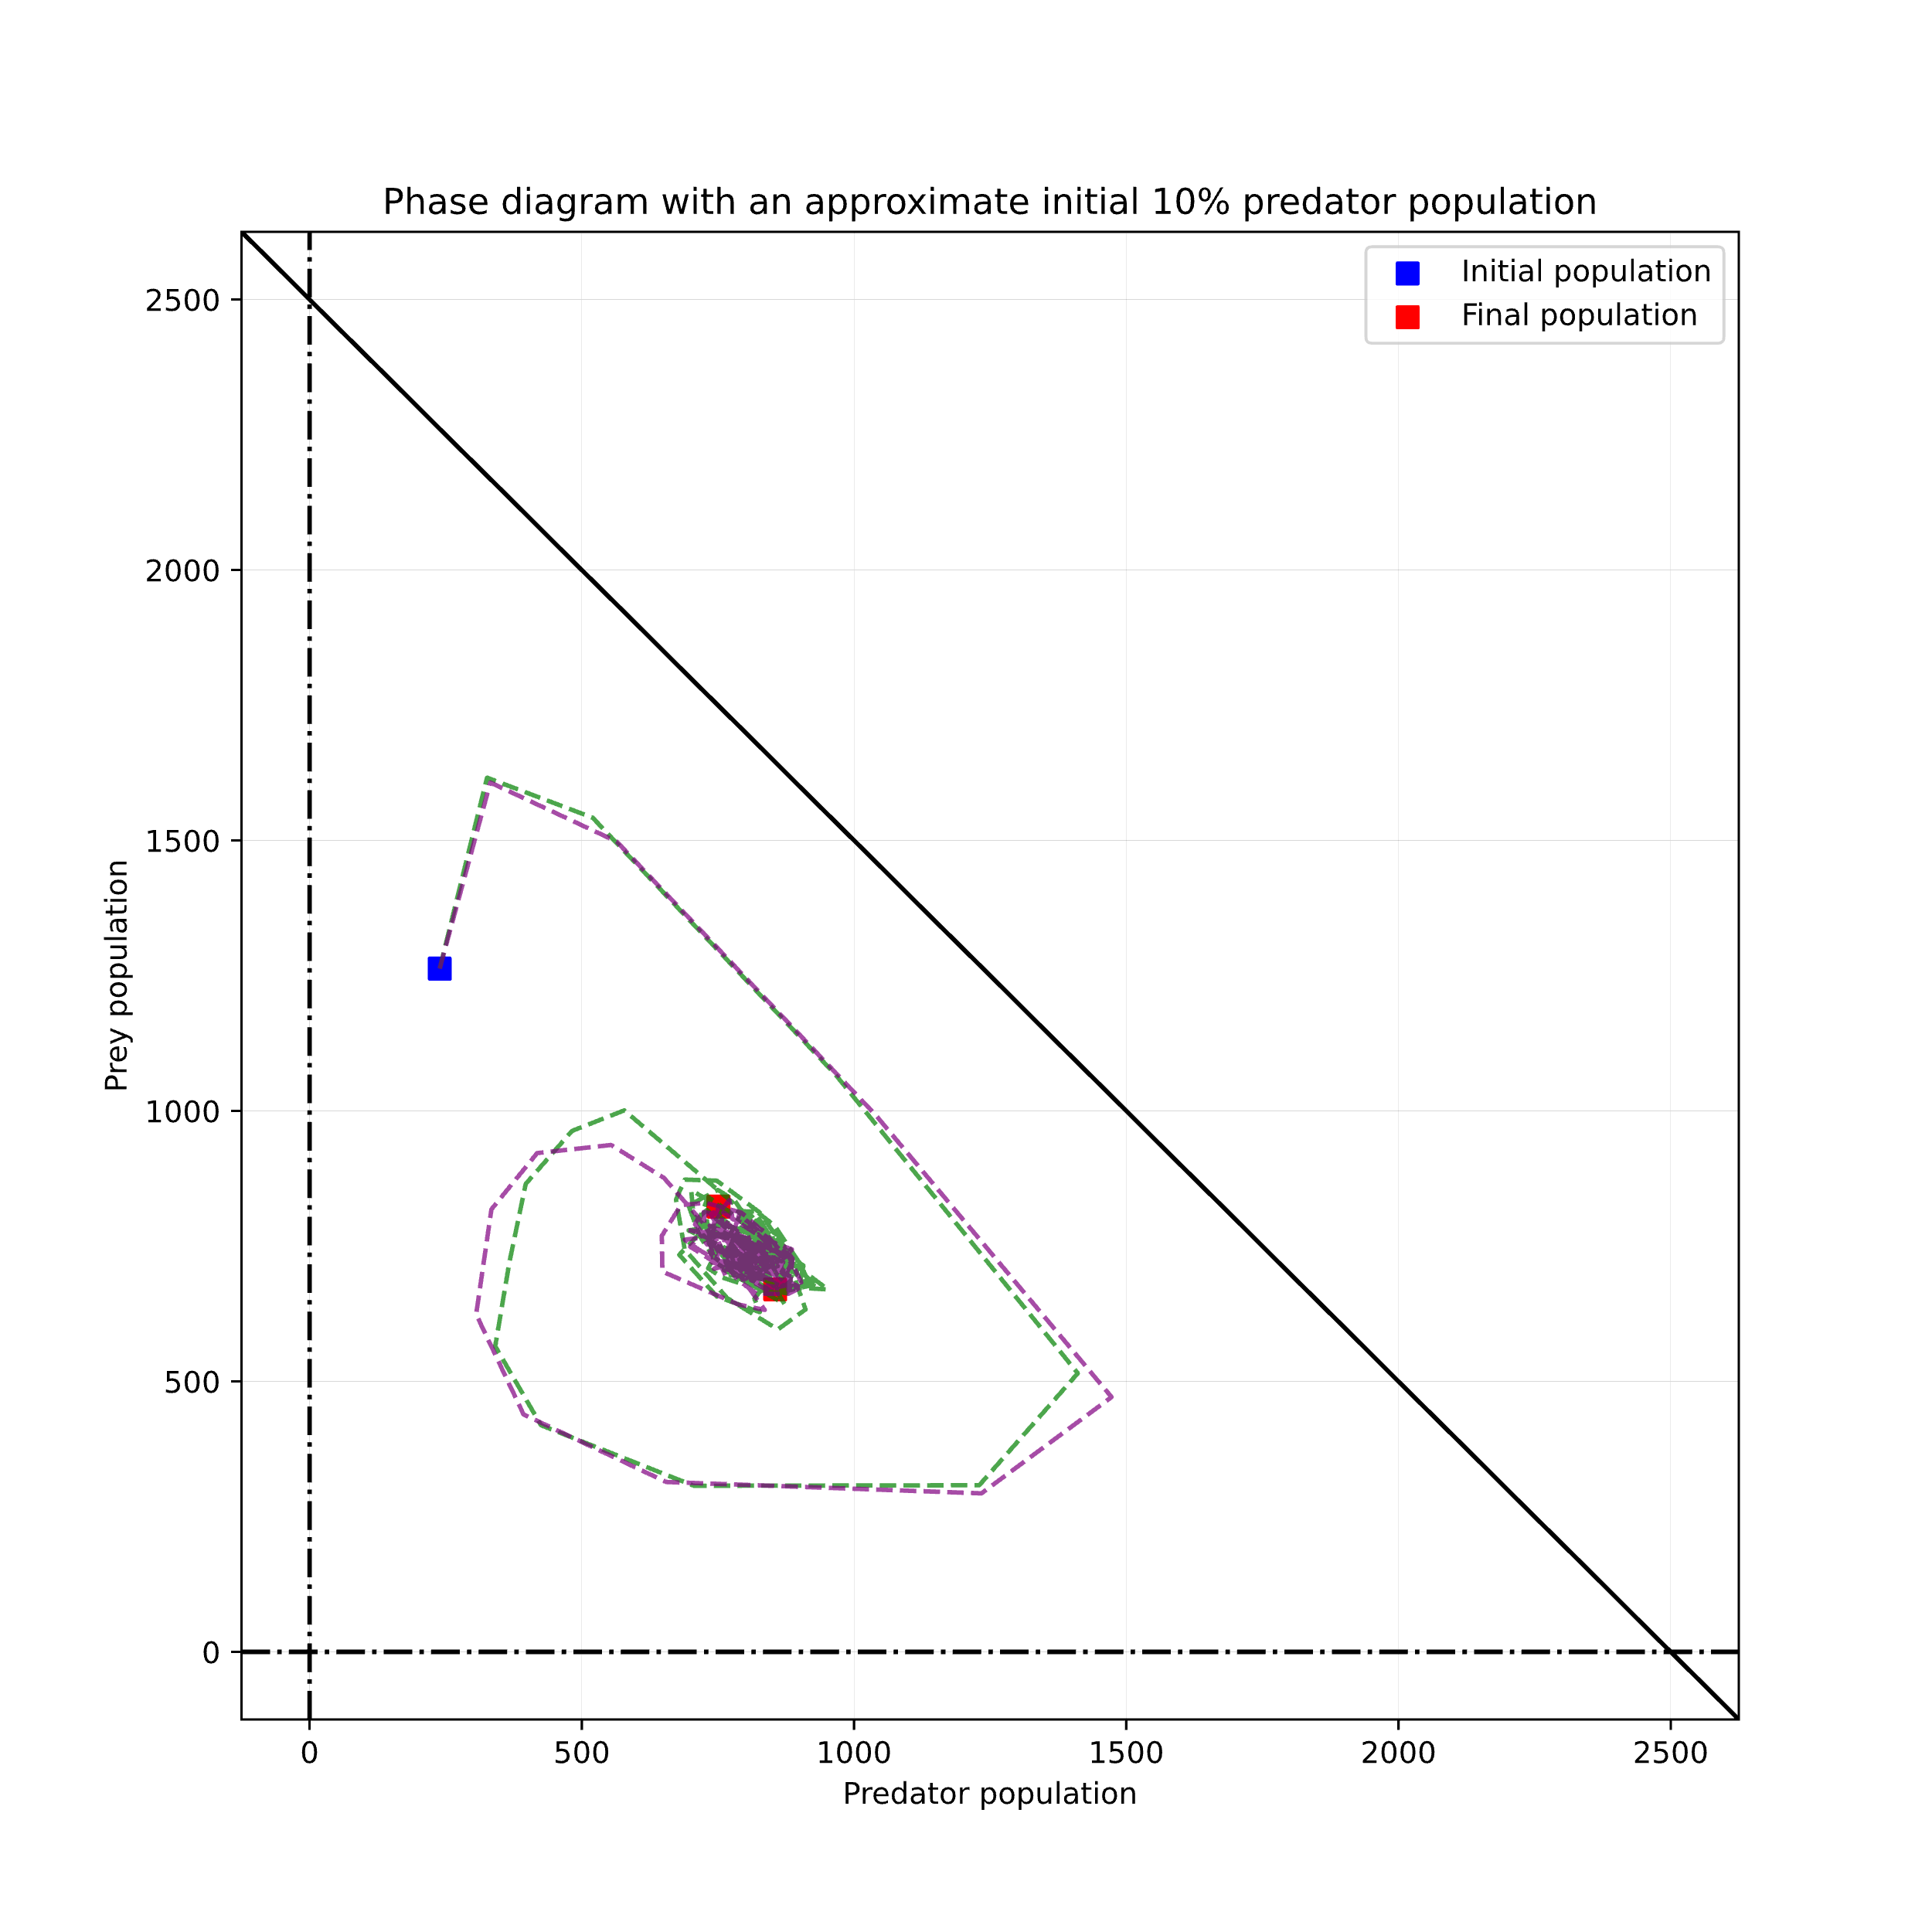 Phase diagram with an approximate initial 10% predator population
Initial population
Final population
2500
2000
1500
1000
500
0
Prey population
0 500 1000 1500 2000 2500
Predator population